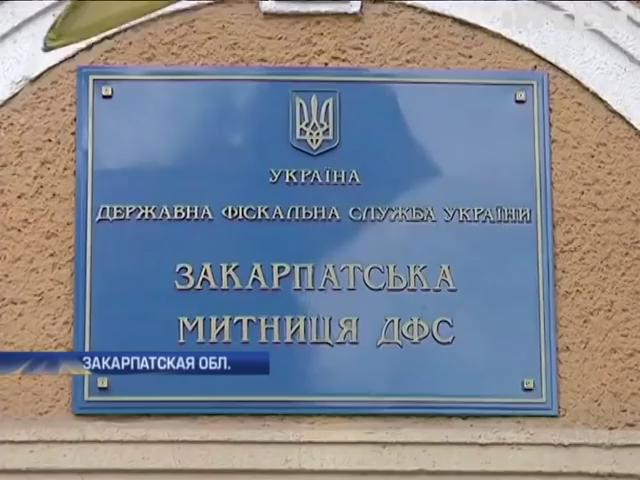 УКРАЇНА
ДЕРЖАВНА ФІСКАЛЬНА СЛУЖБА УКРАЇНИ
ЗАКАРПАТСЬКА
МИТНИЦЯ ДФС
ЗАКАРПАТСКАЯ ОБЛ.